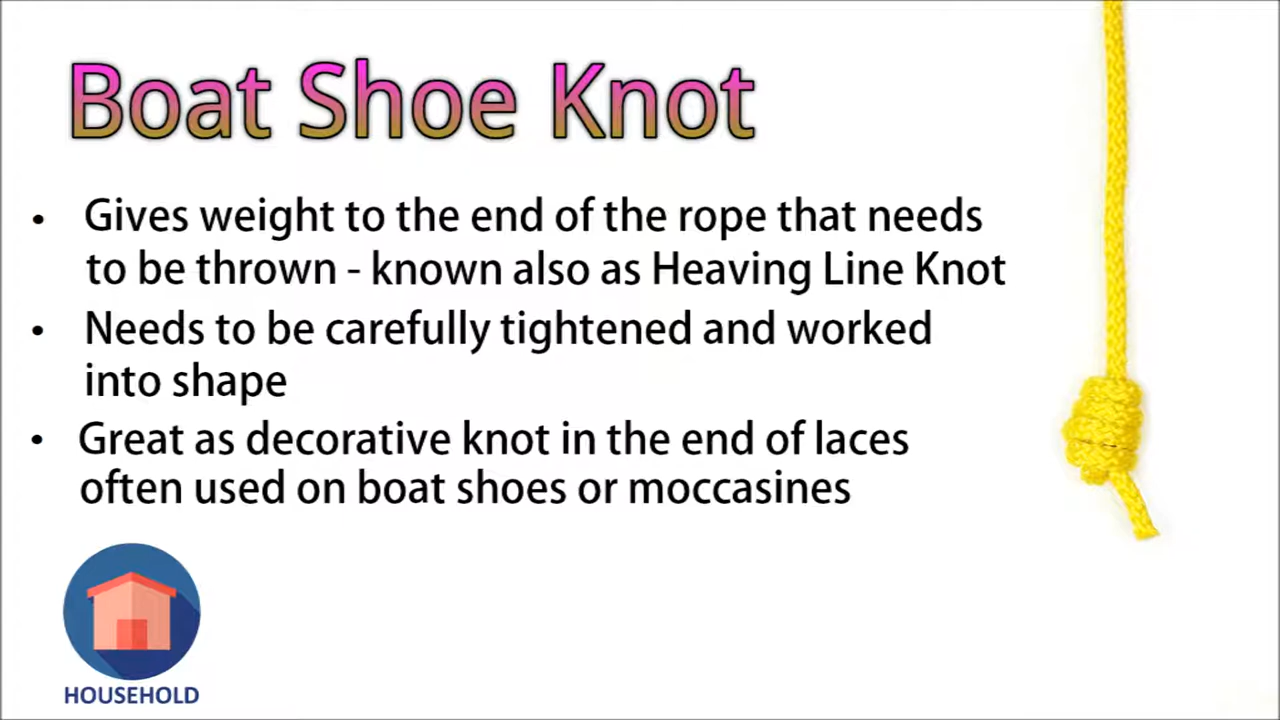 Boat Shoe Knot
• Gives weight to the end of the rope that needs
to be thrown - known also as Heaving Line Knot
• Needs to be carefully tightened and worked
into shape
• Great as decorative knot in the end of laces
often used on boat shoes or moccasines
HOUSEHOLD